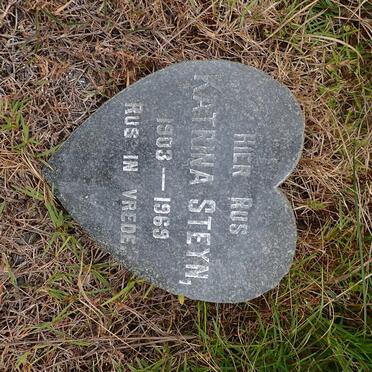 HIER RUS
KATRINA STEYN,
1903 — 1969
RUS IN VREDE